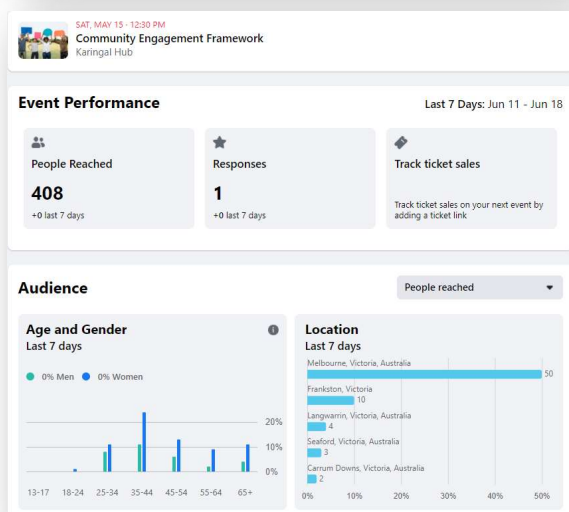 SAT, MAY 15 · 12:30 PM
Community Engagement Framework
Karingal Hub
Event Performance
Last 7 Days: Jun 11 - Jun 18
People Reached
408
+0 last 7 days
Responses
1
+0 last 7 days
Track ticket sales
Track ticket sales on your next event by
adding a ticket link
Audience
People reached
Age and Gender
Last 7 days
0% Men 0% Women
20%
10%
0%
13-17 18-24 25-34 35-44 45-54 55-64 65+
Location
Last 7 days
Melbourne, Victoria, Australia
50
Frankston, Victoria
10
Langwarrin, Victoria, Australia
4
Seaford, Victoria, Australia
3
Carrum Downs, Victoria, Australia
2
0% 10% 20% 30% 40% 50%